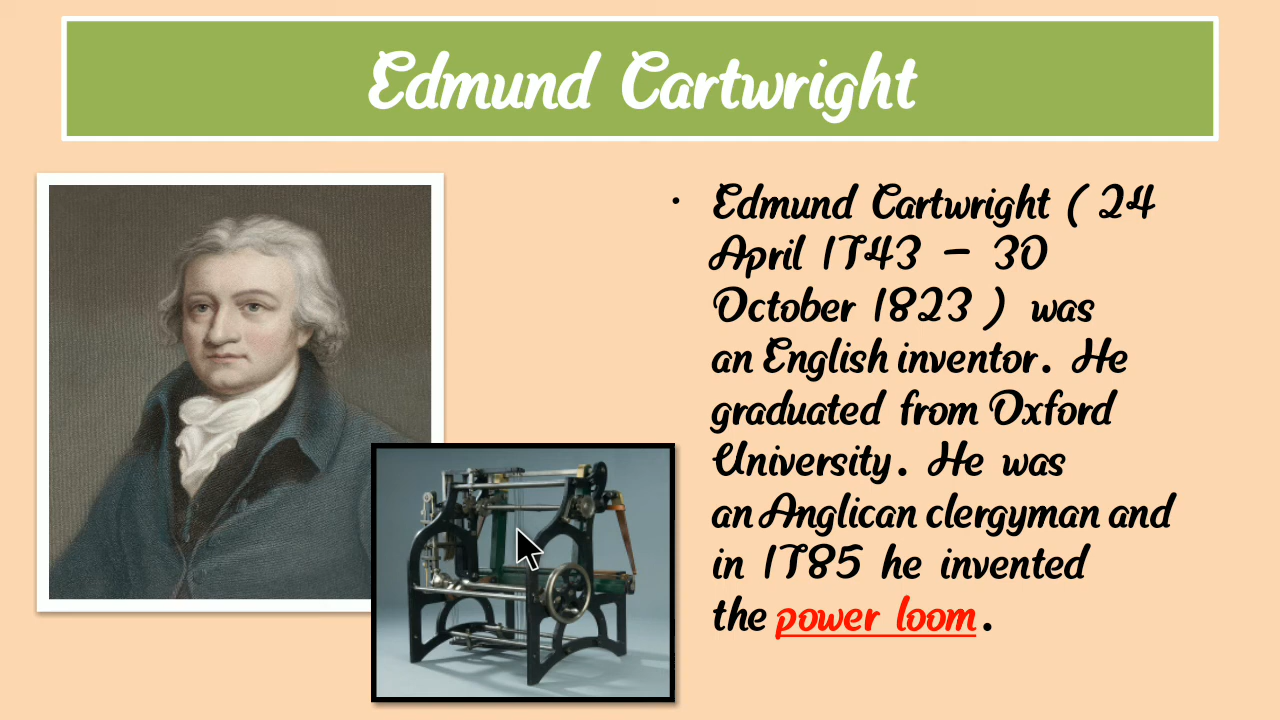 Edmund Cartwright
• Edmund Cartwright ( 24
April 1743 – 30
October 1823 ) was
an English inventor. He
graduated from Oxford
University. He was
an Anglican clergyman and
in 1785 he invented
the power loom.